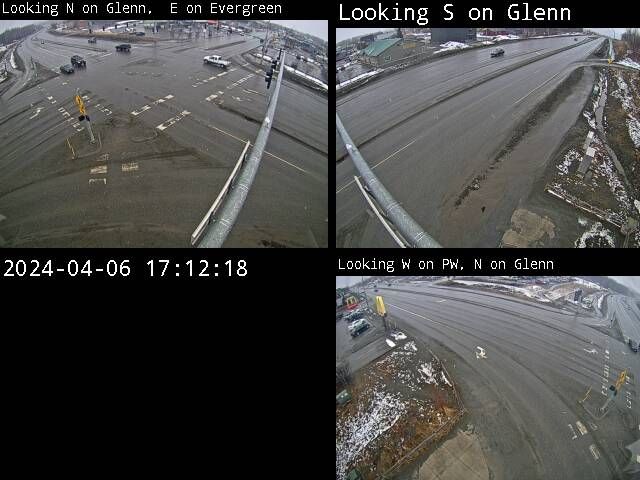 Looking N on Glenn,  E on Evergreen
Looking S on Glenn
2024-04-06 17:12:18
Looking W on PW, N on Glenn